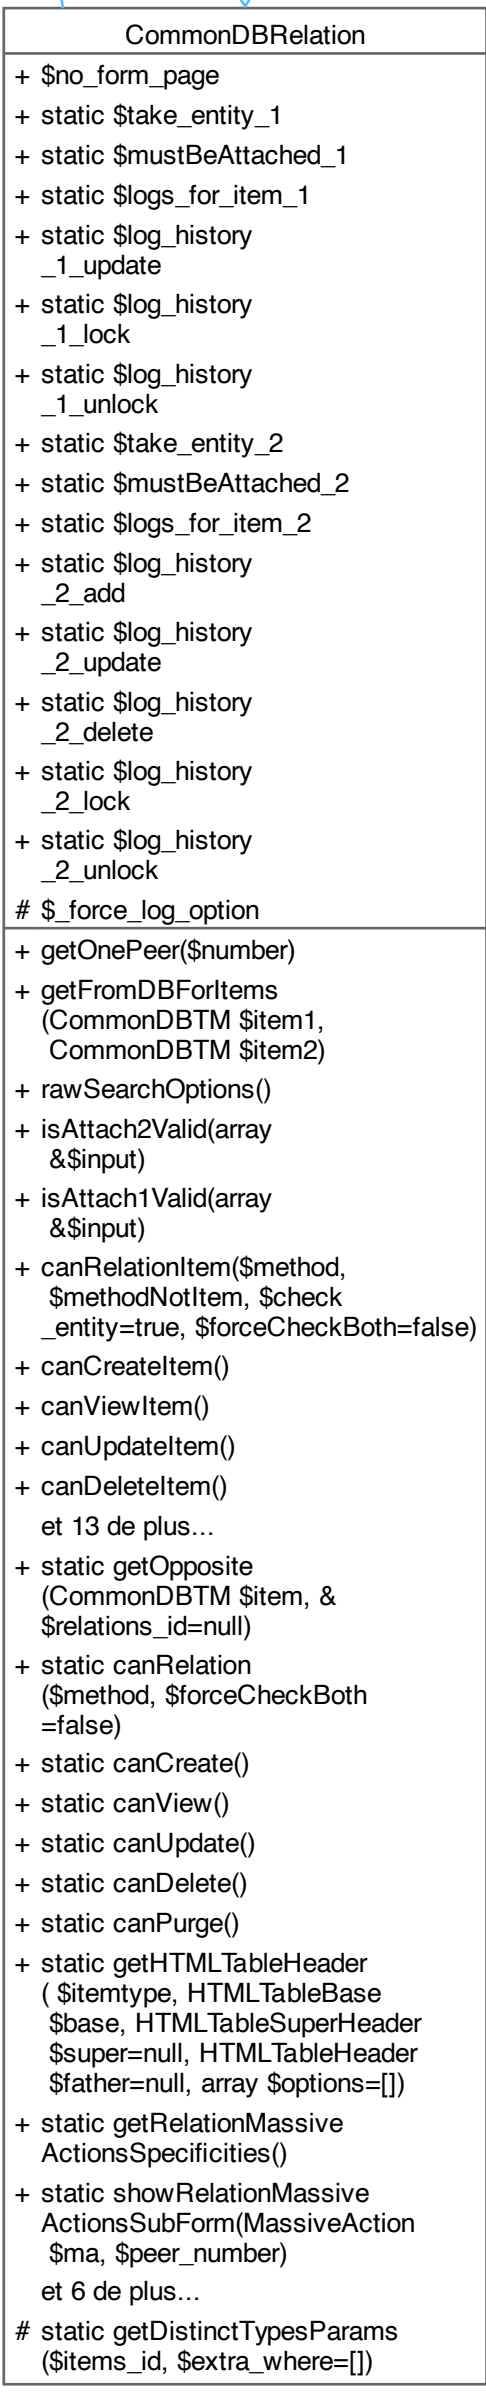 CommonDBRelation
+ $no_form_page
+ static $take_entity_1
+ static $mustBeAttached_1
+ static $logs_for_item_1
+ static $log_history
_1_update
+ static $log_history
_1_lock
+ static $log_history
_1_unlock
+ static $take_entity_2
+ static $mustBeAttached_2
+ static $logs_for_item_2
+ static $log_history
_2_add
+ static $log_history
_2_update
+ static $log_history
_2_delete
+ static $log_history
_2_lock
+ static $log_history
_2_unlock
# $_force_log_option
+ getOnePeer($number)
+ getFromDBForItems
(CommonDBTM $item1,
CommonDBTM $item2)
+ rawSearchOptions()
+ isAttach2Valid(array
&$input)
+ isAttach1Valid(array
&$input)
+ canRelationItem($method,
$methodNotItem, $check
_entity=true, $forceCheckBoth=false)
+ canCreateItem()
+ canViewItem()
+ canUpdateItem()
+ canDeleteItem()
et 13 de plus...
+ static getOpposite
(CommonDBTM $item, &
$relations_id=null)
+ static canRelation
($method, $forceCheckBoth
=false)
+ static canCreate()
+ static canView()
+ static canUpdate()
+ static canDelete()
+ static canPurge()
+ static getHTMLTableHeader
( $itemtype, HTMLTableBase
$base, HTMLTableSuperHeader
$super=null, HTMLTableHeader
$father=null, array $options=[])
+ static getRelationMassive
ActionsSpecificities()
+ static showRelationMassive
ActionsSubForm(MassiveAction
$ma, $peer_number)
et 6 de plus...
# static getDistinctTypesParams
($items_id, $extra_where=[])